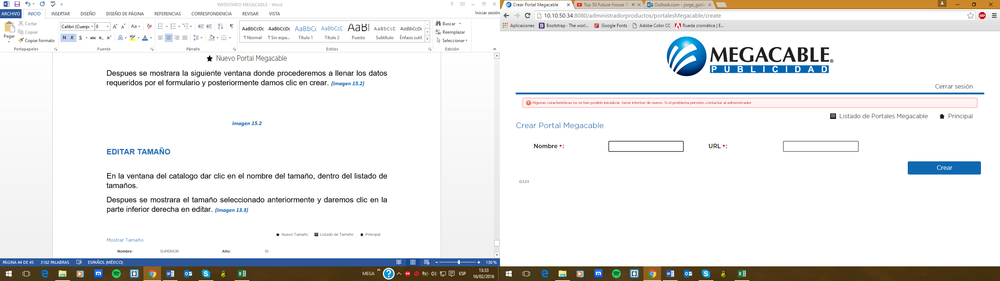 INVENTARIO MEGACABLE - Word
ARCHIVO INICIO INSERTAR DISEÑO DISEÑO DE PÁGINA REFERENCIAS CORRESPONDENCIA REVISAR VISTA Iniciar sesión
Pegar
Cortar
Copiar
Copiar formato
Portapapeles
Calibri (Cuerpo 9
Aa
N K S abc x₂ x²
Fuente
Párrafo
AaBbCcDc AaBbCcDc AaBbCc AaBbCcD AaBl AaBbCcD AaBbCcDc
¶ Normal ¶ Sin espa... Título 1 Título 2 Puesto Subtítulo Énfasis sutil
Estilos
Buscar
Reemplazar
Seleccionar
Edición
Nuevo Portal Megacable
Despues se mostrara la siguiente ventana donde procederemos a llenar los datos
requeridos por el formulario y posteriormente damos clic en crear. (Imagen 15.2)
Imagen 15.2
EDITAR TAMAÑO
En la ventana del catalogo dar clic en el nombre del tamaño, dentro del listado de
tamaños.
Despues se mostrara el tamaño seleccionado anteriormente y daremos clic en la
parte inferior derecha en editar. (Imagen 13.3)
Nuevo Tamaño Listado de Tamaño Principal
Mostrar Tamaño
Nombre: SUPERIOR Alto: 10
PÁGINA 44 DE 45 3162 PALABRAS ESPAÑOL (MÉXICO) 130 %
MEGA ESP 13:33
16/02/2016
Crear Portal Megacable Top 50 Future House Tr Outlook.com - jorge_gutie
10.10.50.34:8080/administradorproductos/portalesMegacable/create
ABP
Aplicaciones Bootstrap · The worl... Google Fonts Adobe Color CC Rueda cromática | E...
MEGACABLE®
PUBLICIDAD
Cerrar sesión
Algunas características no se han podido inicializar, favor intentar de nuevo. Si el problema persiste, contactar al administrador.
Listado de Portales Megacable Principal
Crear Portal Megacable
Nombre *: URL *:
Crear
0.1.23